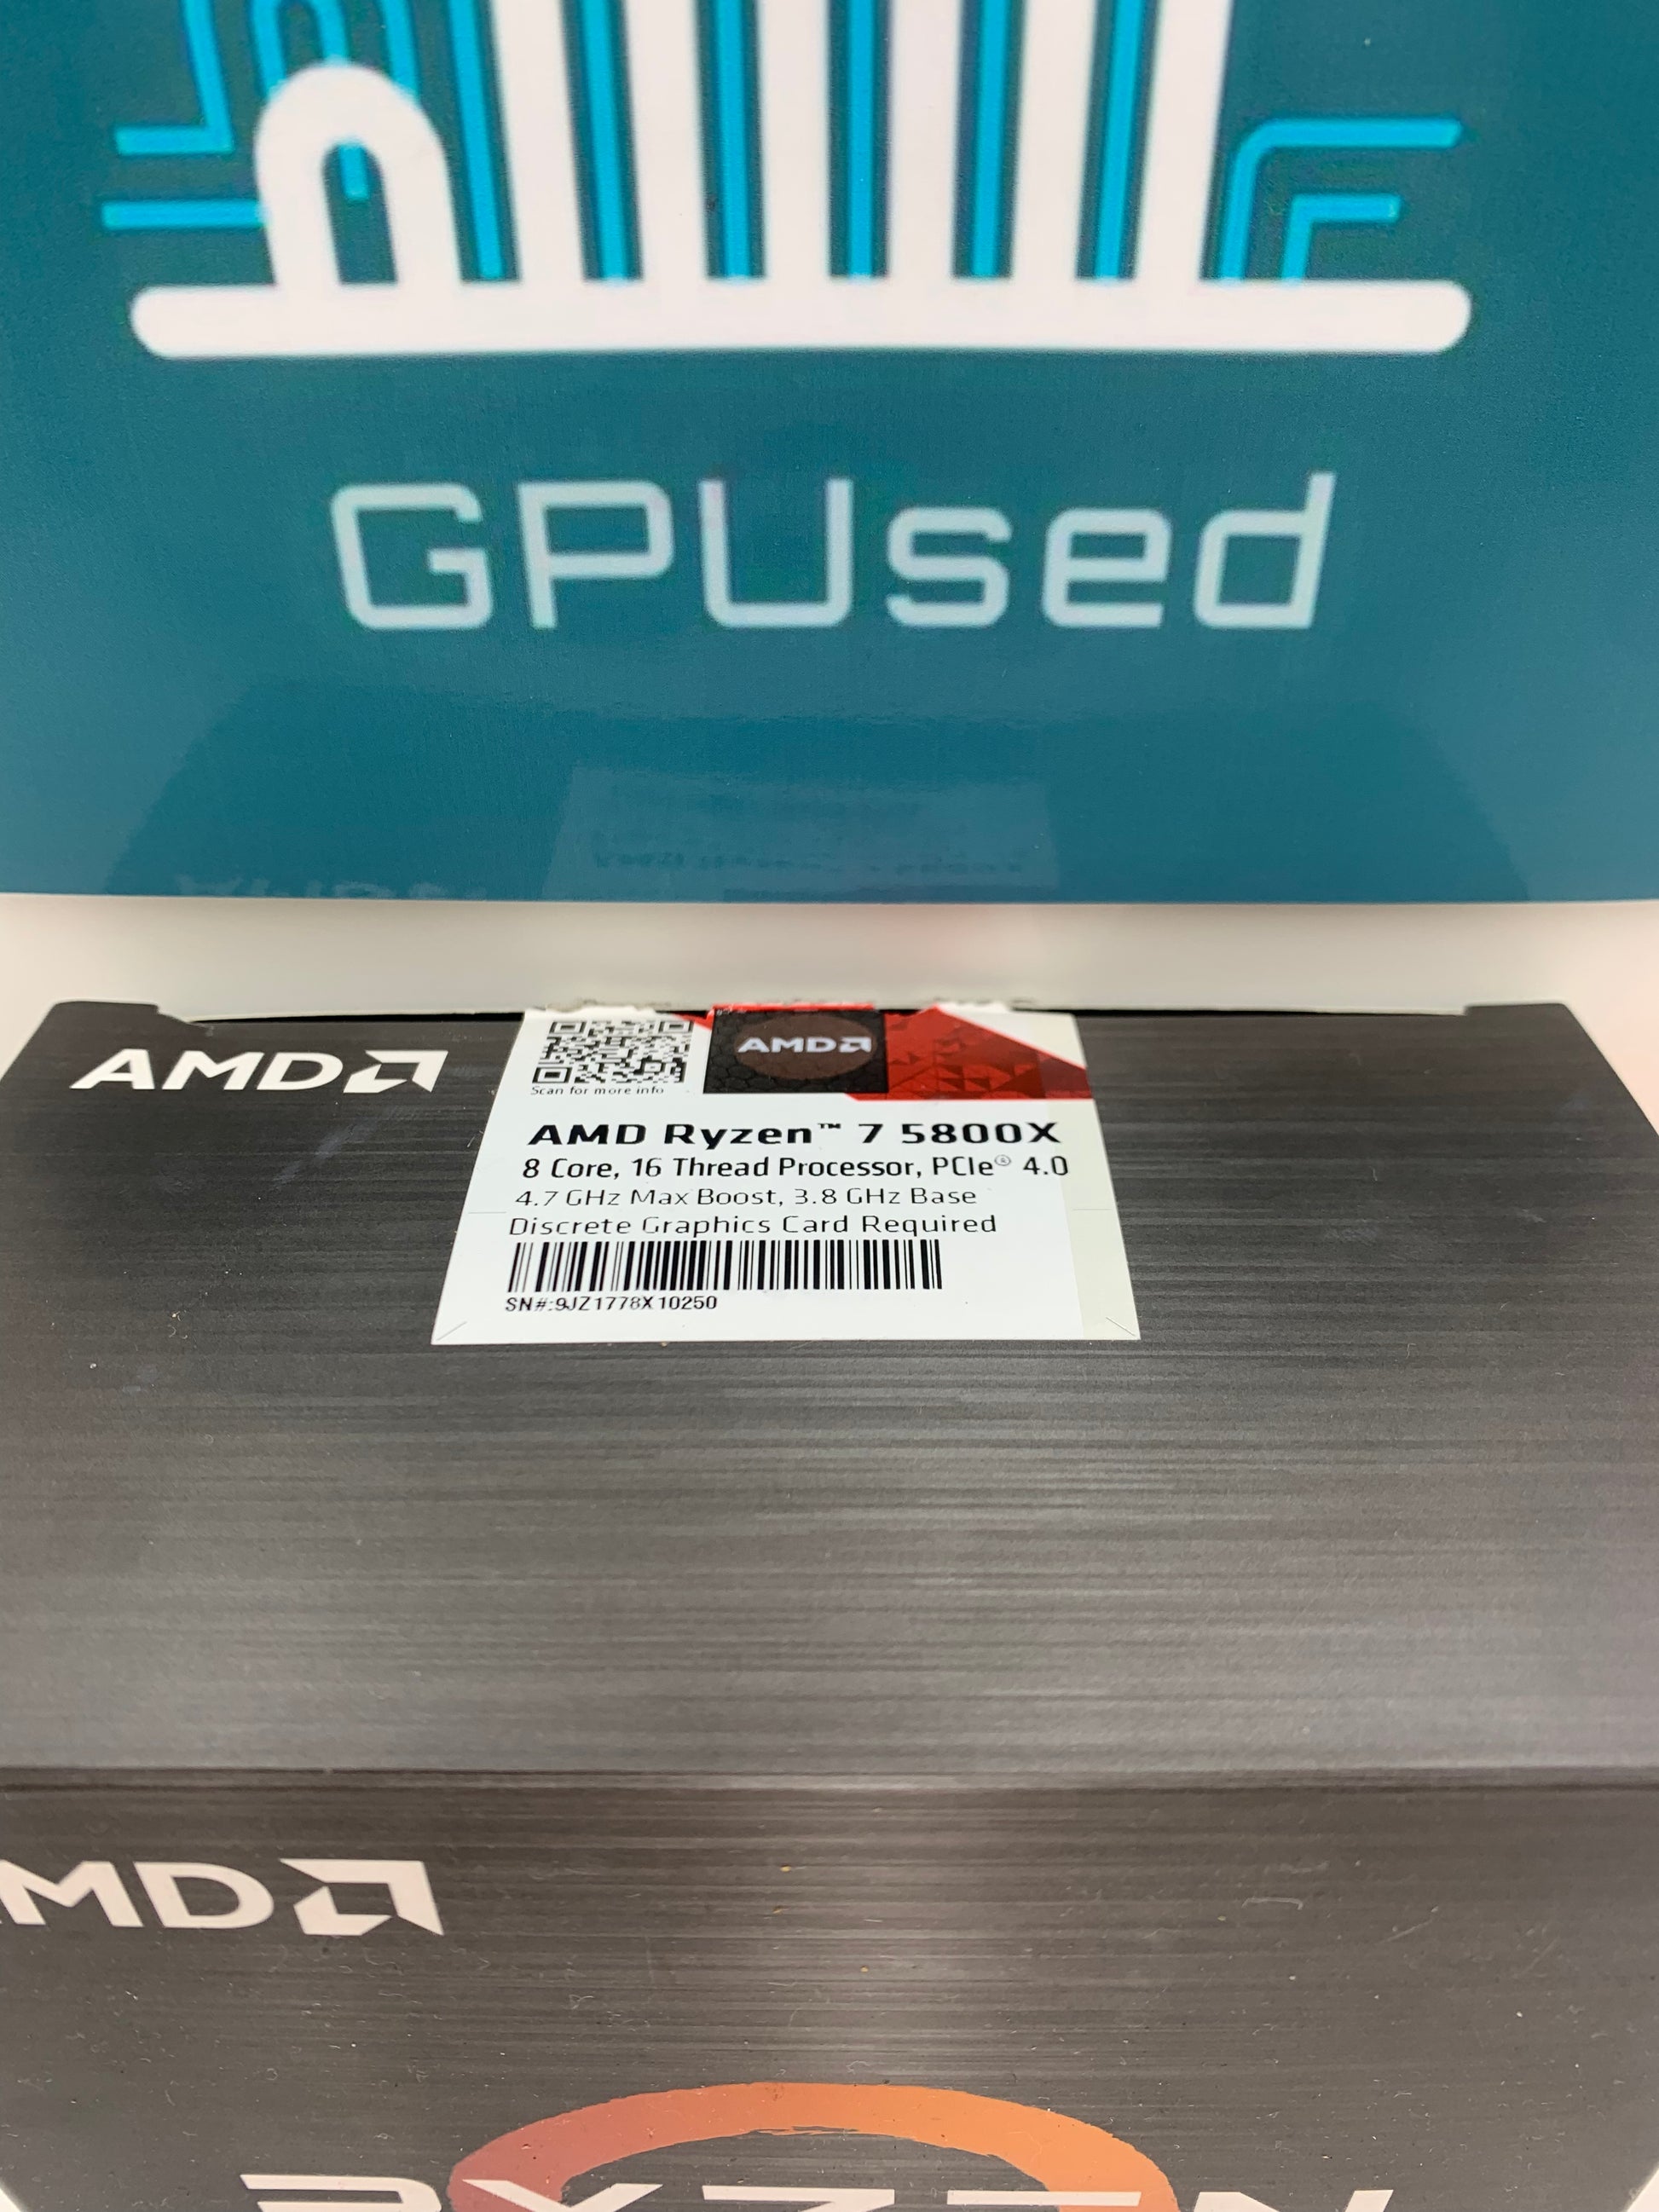 GPUsed
AMD
AMD
Scan for more info
AMD Ryzen™ 7 5800X
8 Core, 16 Thread Processor, PCIe® 4.0
4.7 GHz Max Boost, 3.8 GHz Base
Discrete Graphics Card Required
SN#:9JZ1778X10250
AMD
RYZEN